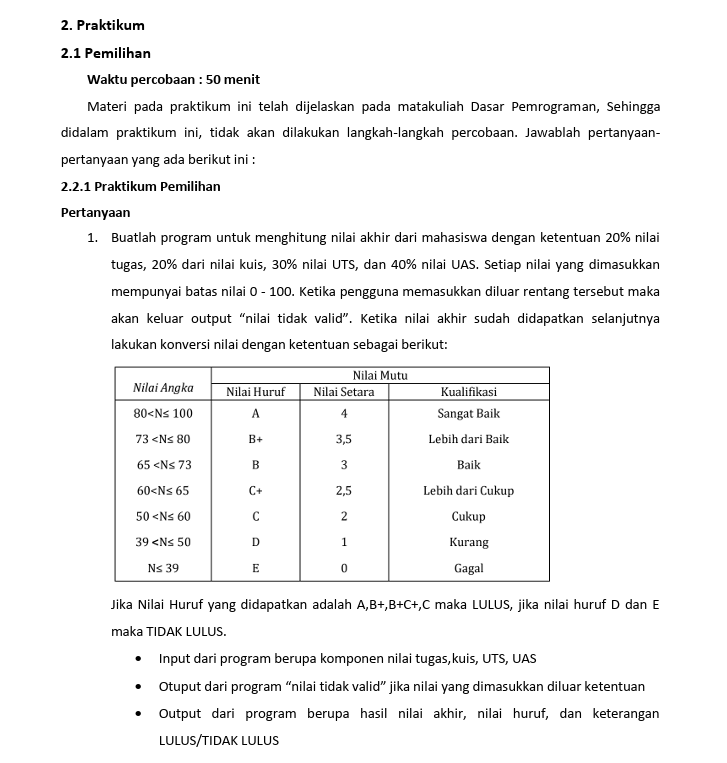 2. Praktikum
2.1 Pemilihan
Waktu percobaan : 50 menit
Materi pada praktikum ini telah dijelaskan pada matakuliah Dasar Pemrograman, Sehingga
didalam praktikum ini, tidak akan dilakukan langkah-langkah percobaan. Jawablah pertanyaan-
pertanyaan yang ada berikut ini :
2.2.1 Praktikum Pemilihan
Pertanyaan
1. Buatlah program untuk menghitung nilai akhir dari mahasiswa dengan ketentuan 20% nilai
tugas, 20% dari nilai kuis, 30% nilai UTS, dan 40% nilai UAS. Setiap nilai yang dimasukkan
mempunyai batas nilai 0 - 100. Ketika pengguna memasukkan diluar rentang tersebut maka
akan keluar output “nilai tidak valid”. Ketika nilai akhir sudah didapatkan selanjutnya
lakukan konversi nilai dengan ketentuan sebagai berikut:
Nilai Angka Nilai Mutu
Nilai Huruf Nilai Setara Kualifikasi
80<N≤ 100 A 4 Sangat Baik
73 <N≤ 80 B+ 3,5 Lebih dari Baik
65 <N≤ 73 B 3 Baik
60<N≤ 65 C+ 2,5 Lebih dari Cukup
50 <N≤ 60 C 2 Cukup
39 <N≤ 50 D 1 Kurang
N≤ 39 E 0 Gagal
Jika Nilai Huruf yang didapatkan adalah A,B+,B+C+,C maka LULUS, jika nilai huruf D dan E
maka TIDAK LULUS.
• Input dari program berupa komponen nilai tugas,kuis, UTS, UAS
• Otuput dari program “nilai tidak valid” jika nilai yang dimasukkan diluar ketentuan
• Output dari program berupa hasil nilai akhir, nilai huruf, dan keterangan
LULUS/TIDAK LULUS